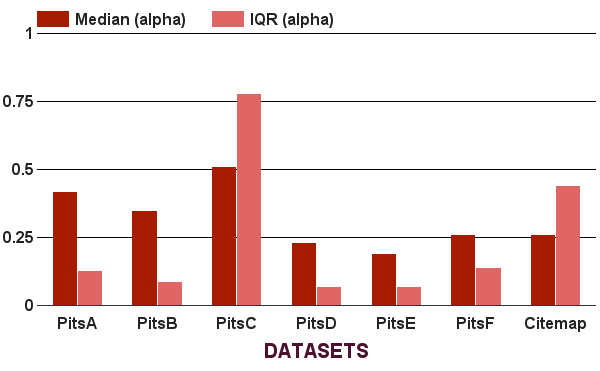 Median (alpha) IQR (alpha)
1
0.75
0.5
0.25
0
PitsA PitsB PitsC PitsD PitsE PitsF Citemap
DATASETS